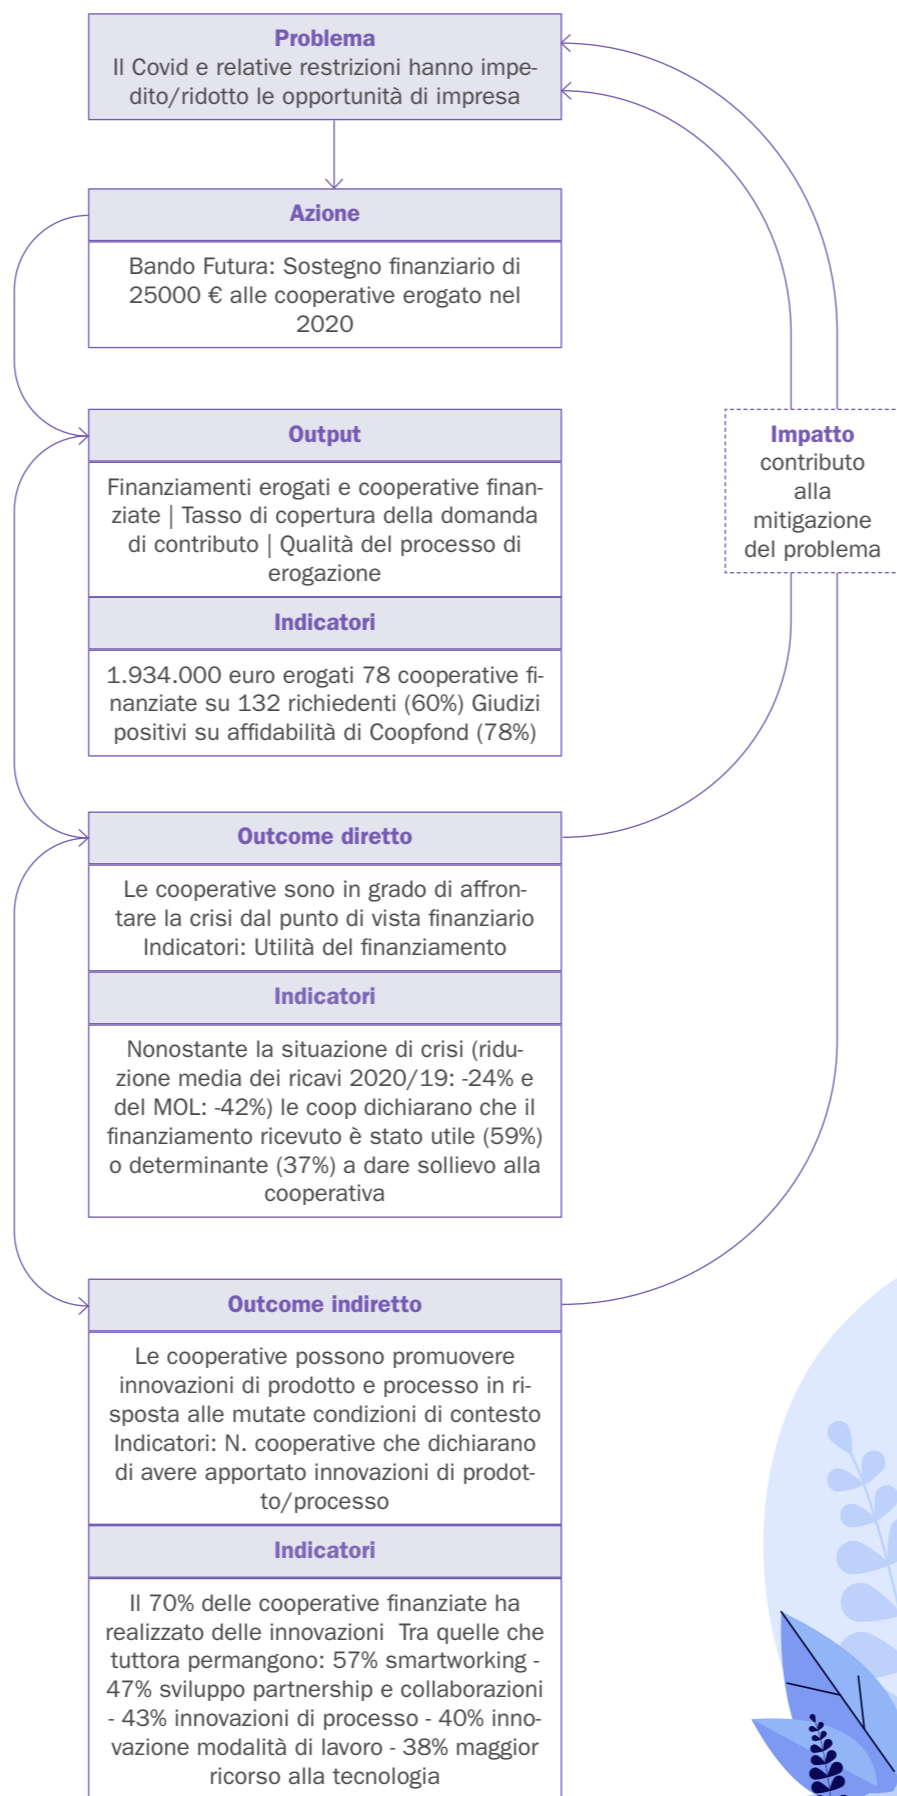 Problema
Il Covid e relative restrizioni hanno impe-
dito/ridotto le opportunità di impresa
Azione
Bando Futura: Sostegno finanziario di
25000 € alle cooperative erogato nel
2020
Output
Finanziamenti erogati e cooperative finan-
ziate | Tasso di copertura della domanda
di contributo | Qualità del processo di
erogazione
Indicatori
1.934.000 euro erogati 78 cooperative fi-
nanziate su 132 richiedenti (60%) Giudizi
positivi su affidabilità di Coopfond (78%)
Impatto
contributo
alla
mitigazione
del problema
Outcome diretto
Le cooperative sono in grado di affron-
tare la crisi dal punto di vista finanziario
Indicatori: Utilità del finanziamento
Indicatori
Nonostante la situazione di crisi (ridu-
zione media dei ricavi 2020/19: -24% e
del MOL: -42%) le coop dichiarano che il
finanziamento ricevuto è stato utile (59%)
o determinante (37%) a dare sollievo alla
cooperativa
Outcome indiretto
Le cooperative possono promuovere
innovazioni di prodotto e processo in ri-
sposta alle mutate condizioni di contesto
Indicatori: N. cooperative che dichiarano
di avere apportato innovazioni di prodot-
to/processo
Indicatori
Il 70% delle cooperative finanziate ha
realizzato delle innovazioni  Tra quelle che
tuttora permangono: 57% smartworking -
47% sviluppo partnership e collaborazioni
- 43% innovazioni di processo - 40% inno-
vazione modalità di lavoro - 38% maggior
ricorso alla tecnologia